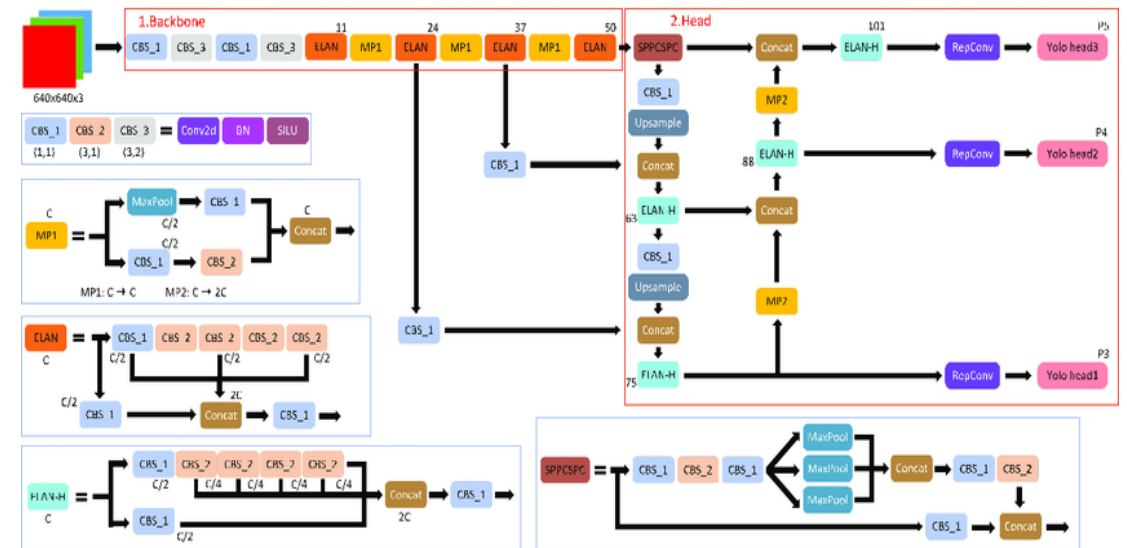 1.Backbone
2.Head
11 24 37 50 101 P5
CBS_1 CBS_3 CBS_1 CBS_3 ELAN MP1 ELAN MP1 ELAN MP1 ELAN SPPCSPC Concat ELAN-H RepConv Yolo head3
640x640x3
CBS_1 MP2
Upsample
P4
CBS_1 Concat 88 ELAN-H RepConv Yolo head2
63 ELAN-H Concat
CBS_1
Upsample MP2
CBS_1 Concat
P3
75 ELAN-H RepConv Yolo head1
CBS_1 CBS_2 CBS_3 = Conv2d BN SILU
(1,1) (3,1) (3,2)
C MaxPool CBS_1 C
C/2
MP1 = Concat
C/2
CBS_1 CBS_2
MP1: C → C MP2: C → 2C
ELAN = CBS_1 CBS_2 CBS_2 CBS_2 CBS_2
C C/2 C/2 C/2
C/2 2C
CBS_1 Concat CBS_1
CBS_1 CBS_2 CBS_2 CBS_2 CBS_2
C/2 C/4 C/4 C/4 C/4
ELAN-H = Concat CBS_1
C 2C
CBS_1
C/2
MaxPool
SPPCSPC = CBS_1 CBS_2 CBS_1 MaxPool Concat CBS_1 CBS_2
MaxPool
CBS_1 Concat